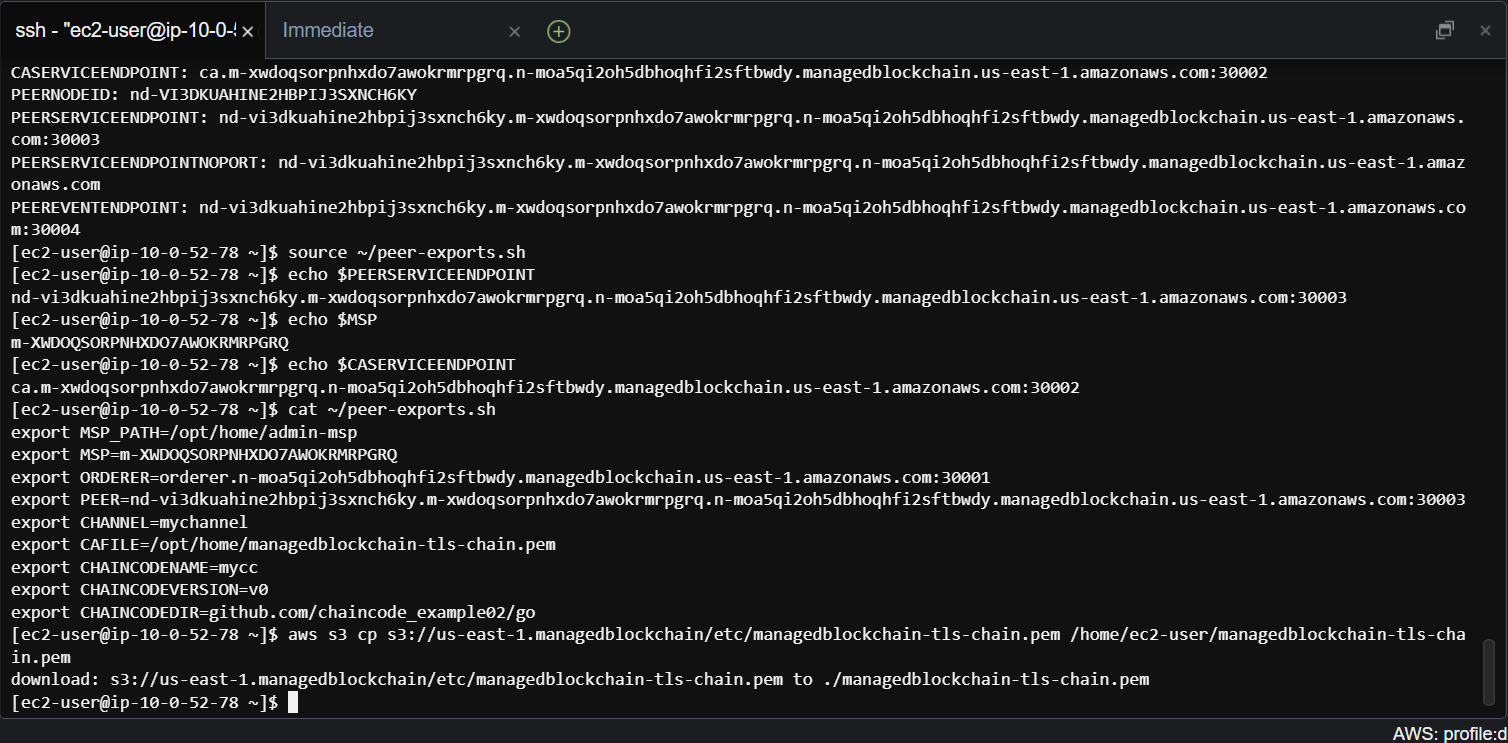 ssh - "ec2-user@ip-10-0-5
Immediate
CASERVICEENDPOINT: ca.m-xwdoqsorpnhxdo7awokrmrpgrq.n-moa5qi2oh5dbhoqhfi2sftbwdy.managedblockchain.us-east-1.amazonaws.com:30002
PEERNODEID: nd-VI3DKUAHINE2HBPIJ3SXNCH6KY
PEERSERVICEENDPOINT: nd-vi3dkuahine2hbpij3sxnch6ky.m-xwdoqsorpnhxdo7awokrmrpgrq.n-moa5qi2oh5dbhoqhfi2sftbwdy.managedblockchain.us-east-1.amazonaws.
com:30003
PEERSERVICEENDPOINTNOPORT: nd-vi3dkuahine2hbpij3sxnch6ky.m-xwdoqsorpnhxdo7awokrmrpgrq.n-moa5qi2oh5dbhoqhfi2sftbwdy.managedblockchain.us-east-1.amaz
onaws.com
PEEREVENTENDPOINT: nd-vi3dkuahine2hbpij3sxnch6ky.m-xwdoqsorpnhxdo7awokrmrpgrq.n-moa5qi2oh5dbhoqhfi2sftbwdy.managedblockchain.us-east-1.amazonaws.co
m:30004
[ec2-user@ip-10-0-52-78 ~]$ source ~/peer-exports.sh
[ec2-user@ip-10-0-52-78 ~]$ echo $PEERSERVICEENDPOINT
nd-vi3dkuahine2hbpij3sxnch6ky.m-xwdoqsorpnhxdo7awokrmrpgrq.n-moa5qi2oh5dbhoqhfi2sftbwdy.managedblockchain.us-east-1.amazonaws.com:30003
[ec2-user@ip-10-0-52-78 ~]$ echo $MSP
m-XWDOQSORPNHXDO7AWOKRMRPGRQ
[ec2-user@ip-10-0-52-78 ~]$ echo $CASERVICEENDPOINT
ca.m-xwdoqsorpnhxdo7awokrmrpgrq.n-moa5qi2oh5dbhoqhfi2sftbwdy.managedblockchain.us-east-1.amazonaws.com:30002
[ec2-user@ip-10-0-52-78 ~]$ cat ~/peer-exports.sh
export MSP_PATH=/opt/home/admin-msp
export MSP=m-XWDOQSORPNHXDO7AWOKRMRPGRQ
export ORDERER=orderer.n-moa5qi2oh5dbhoqhfi2sftbwdy.managedblockchain.us-east-1.amazonaws.com:30001
export PEER=nd-vi3dkuahine2hbpij3sxnch6ky.m-xwdoqsorpnhxdo7awokrmrpgrq.n-moa5qi2oh5dbhoqhfi2sftbwdy.managedblockchain.us-east-1.amazonaws.com:30003
export CHANNEL=mychannel
export CAFILE=/opt/home/managedblockchain-tls-chain.pem
export CHAINCODENAME=mycc
export CHAINCODEVERSION=v0
export CHAINCODEDIR=github.com/chaincode_example02/go
[ec2-user@ip-10-0-52-78 ~]$ aws s3 cp s3://us-east-1.managedblockchain/etc/managedblockchain-tls-chain.pem /home/ec2-user/managedblockchain-tls-cha
in.pem
download: s3://us-east-1.managedblockchain/etc/managedblockchain-tls-chain.pem to ./managedblockchain-tls-chain.pem
[ec2-user@ip-10-0-52-78 ~]$
AWS: profile:d